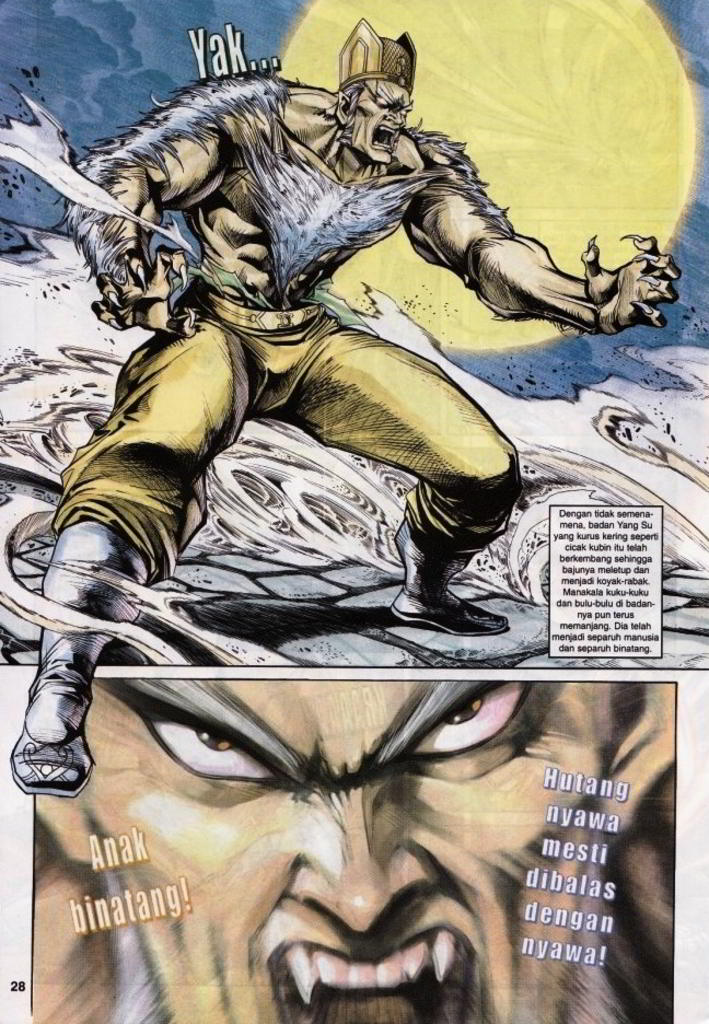 Yak...
Dengan tidak semena-
mena, badan Yang Su
yang kurus kering seperti
cicak kubin itu telah
berkembang sehingga
bajunya meletup dan
menjadi koyak-rabak.
Manakala kuku-kuku
dan bulu-bulu di badan-
nya pun terus
memanjang. Dia telah
menjadi separuh manusia
dan separuh binatang.
Anak
binatang!
Hutang
nyawa
mesti
dibalas
dengan
nyawa!
28